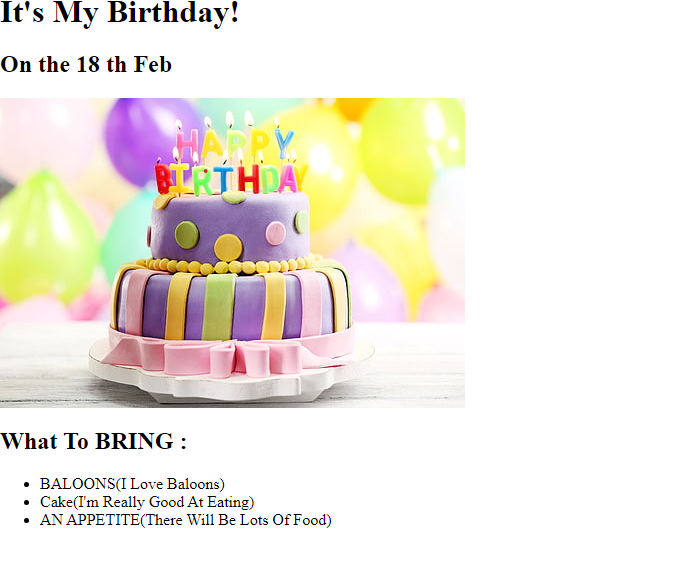 It's My Birthday!
On the 18 th Feb
HAPPY
BIRTHDAY
What To BRING :
BALOONS(I Love Baloons)
Cake(I'm Really Good At Eating)
AN APPETITE(There Will Be Lots Of Food)